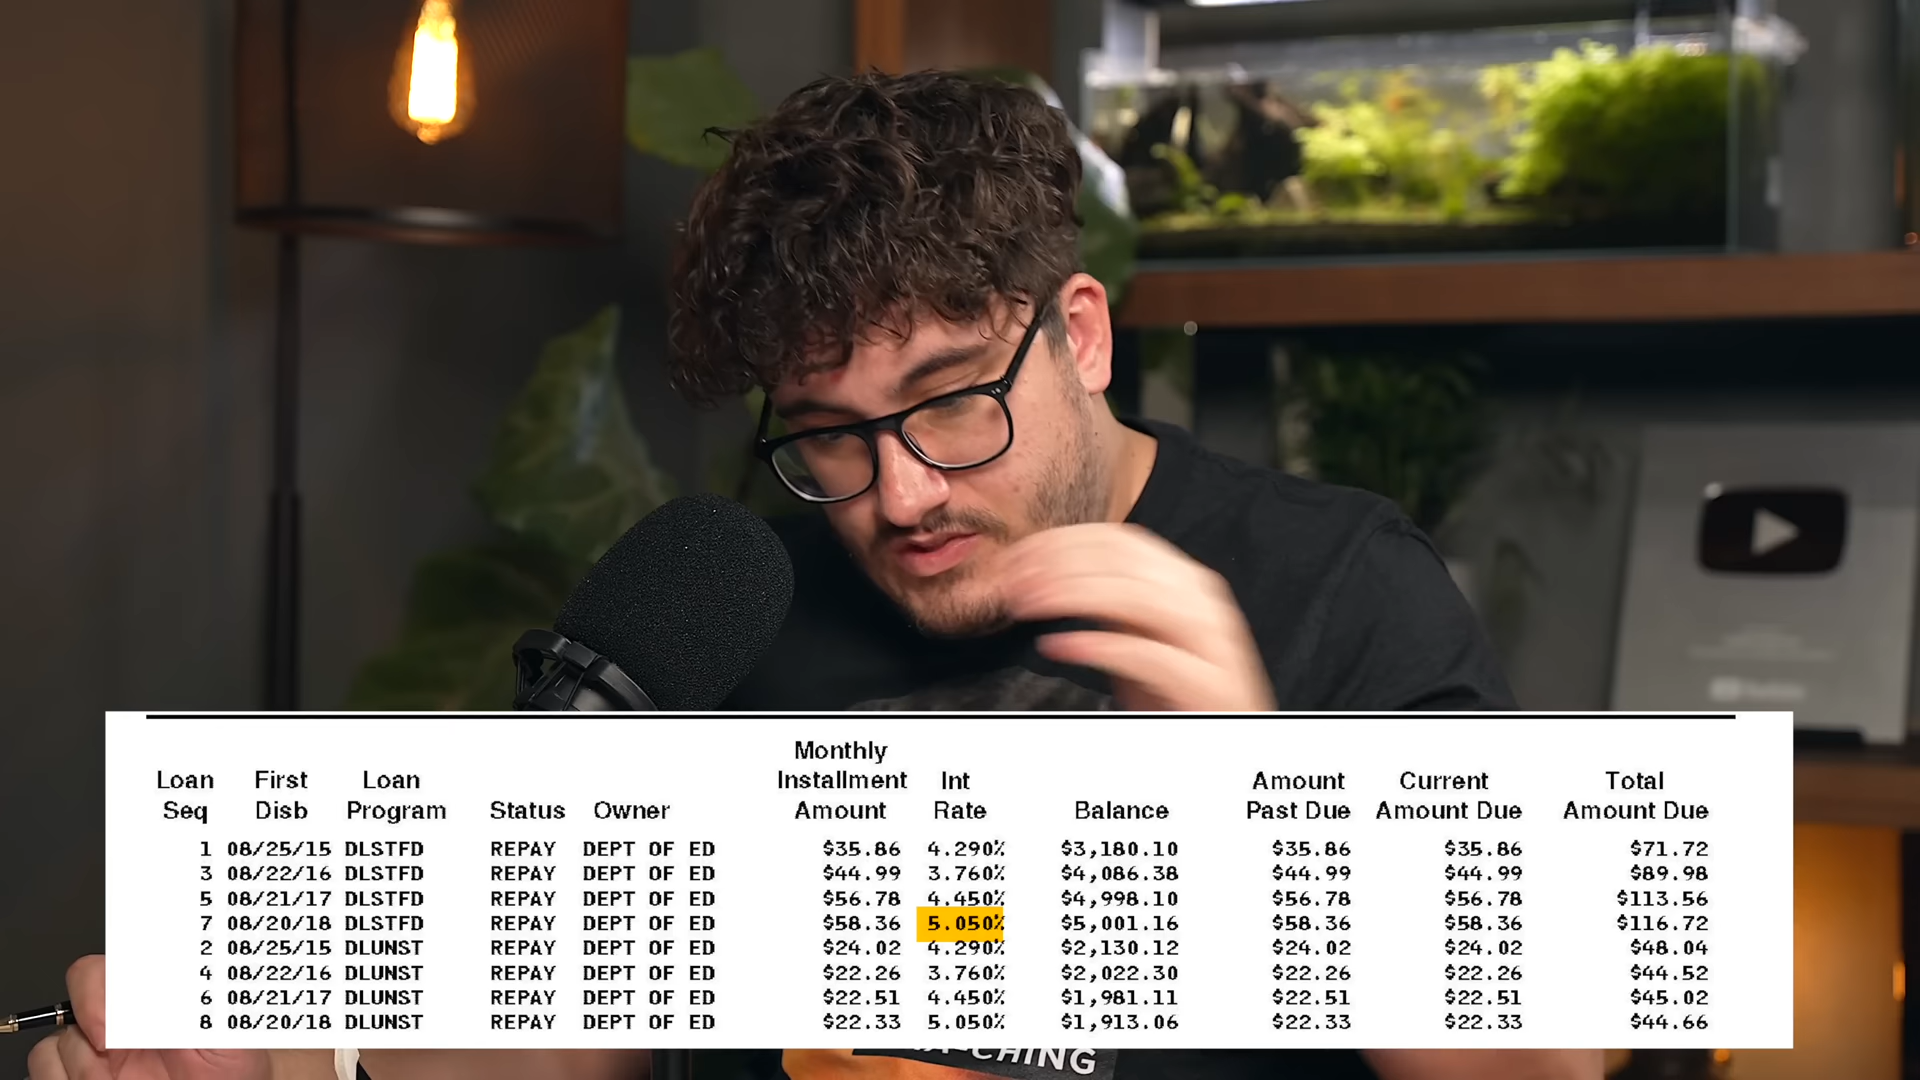 Loan Seq First Disb Loan Program Status Owner Monthly Installment Amount Int Rate Balance Amount Past Due Current Amount Due Total Amount Due
1 08/25/15 DLSTFD REPAY DEPT OF ED $35.86 4.290% $3,180.10 $35.86 $35.86 $71.72
3 08/22/16 DLSTFD REPAY DEPT OF ED $44.99 3.760% $4,086.38 $44.99 $44.99 $89.98
5 08/21/17 DLSTFD REPAY DEPT OF ED $56.78 4.450% $4,998.10 $56.78 $56.78 $113.56
7 08/20/18 DLSTFD REPAY DEPT OF ED $58.36 5.050% $5,001.16 $58.36 $58.36 $116.72
2 08/25/15 DLUNST REPAY DEPT OF ED $24.02 4.290% $2,130.12 $24.02 $24.02 $48.04
4 08/22/16 DLUNST REPAY DEPT OF ED $22.26 3.760% $2,022.30 $22.26 $22.26 $44.52
6 08/21/17 DLUNST REPAY DEPT OF ED $22.51 4.450% $1,981.11 $22.51 $22.51 $45.02
8 08/20/18 DLUNST REPAY DEPT OF ED $22.33 5.050% $1,913.06 $22.33 $22.33 $44.66